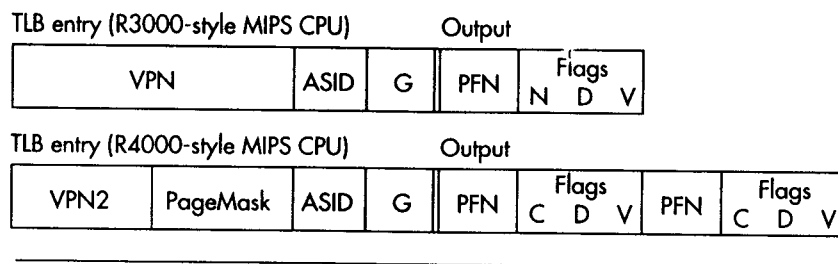 TLB entry (R3000-style MIPS CPU) Output
VPN ASID G PFN Flags
N D V
TLB entry (R4000-style MIPS CPU) Output
VPN2 PageMask ASID G PFN Flags PFN Flags
C D V C D V